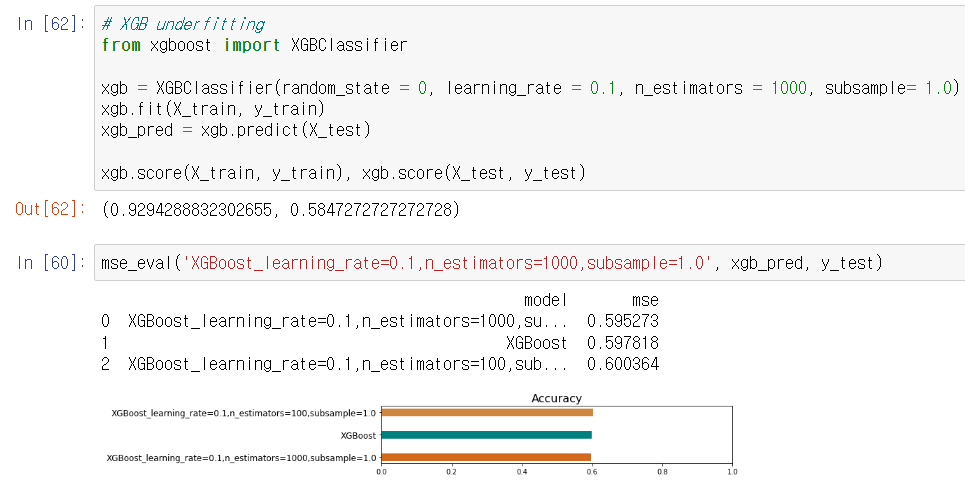 In [62]: # XGB underfitting
from xgboost import XGBClassifier
xgb = XGBClassifier(random_state = 0, learning_rate = 0.1, n_estimators = 1000, subsample= 1.0)
xgb.fit(X_train, y_train)
xgb_pred = xgb.predict(X_test)
xgb.score(X_train, y_train), xgb.score(X_test, y_test)
Out[62]: (0.9294288832302655, 0.5847272727272728)
In [60]: mse_eval('XGBoost_learning_rate=0.1,n_estimators=1000,subsample=1.0', xgb_pred, y_test)
model mse
0 XGBoost_learning_rate=0.1,n_estimators=1000,su... 0.595273
1 XGBoost 0.597818
2 XGBoost_learning_rate=0.1,n_estimators=100,sub... 0.600364
Accuracy
XGBoost_learning_rate=0.1,n_estimators=100,subsample=1.0
XGBoost
XGBoost_learning_rate=0.1,n_estimators=1000,subsample=1.0
0.0 0.2 0.4 0.6 0.8 1.0